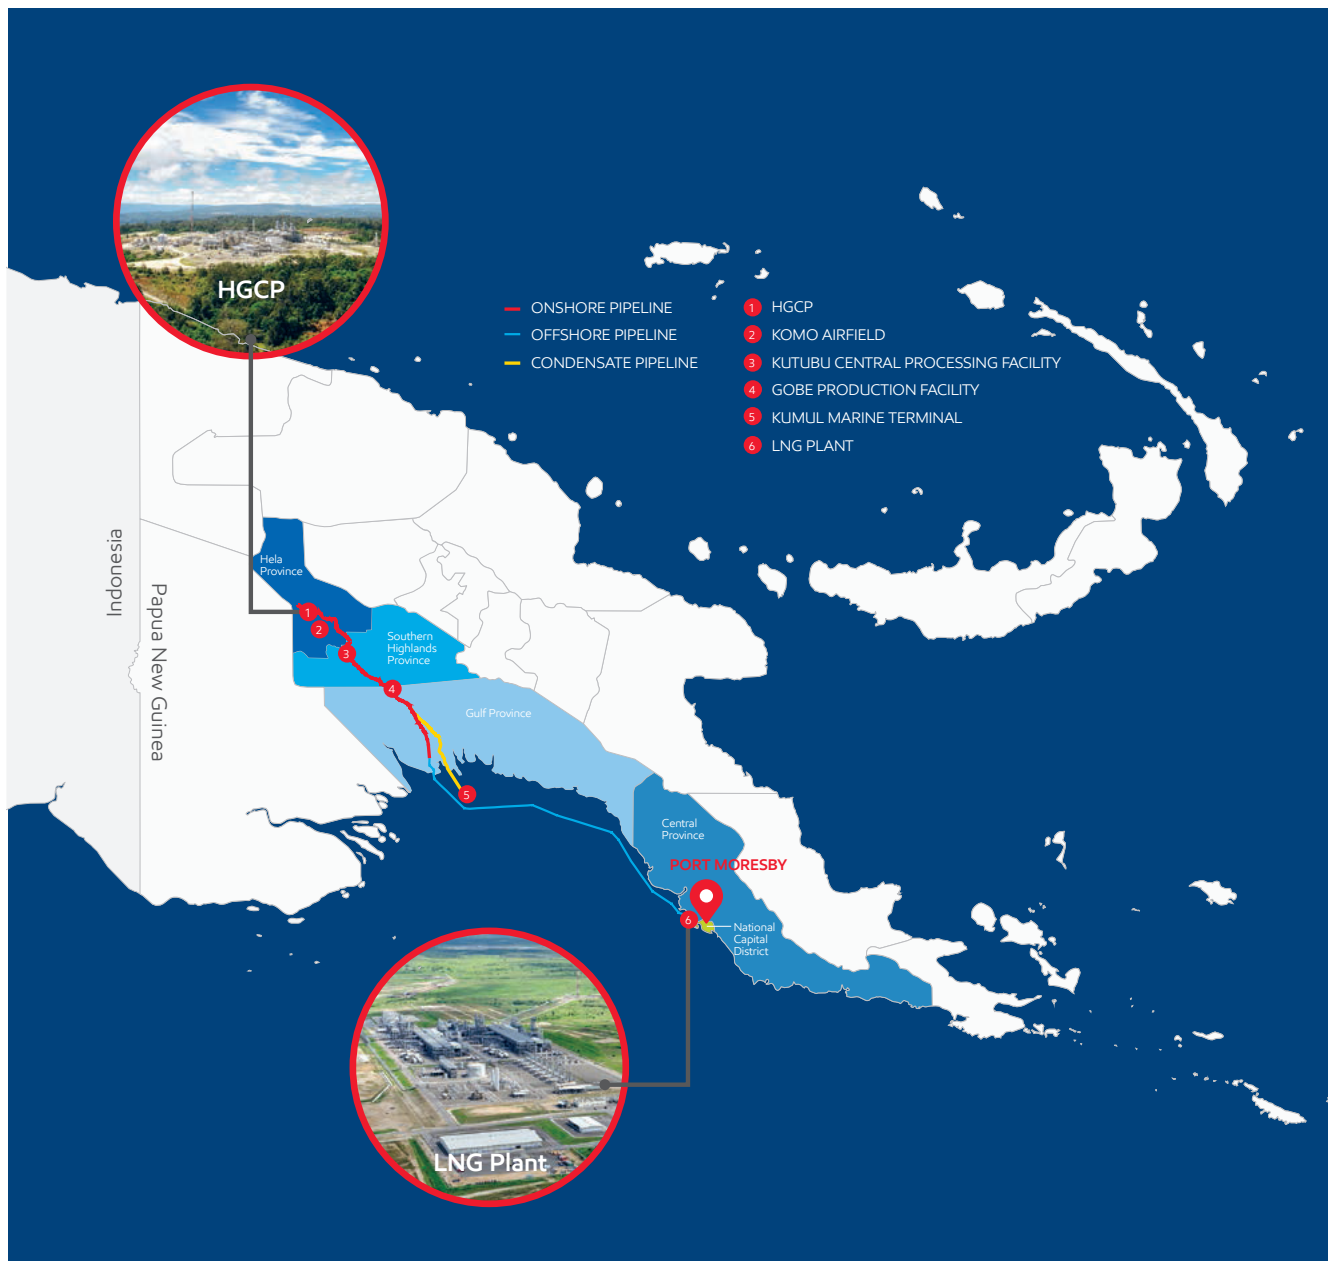 HGCP
ONSHORE PIPELINE
OFFSHORE PIPELINE
CONDENSATE PIPELINE
1 HGCP
2 KOMO AIRFIELD
3 KUTUBU CENTRAL PROCESSING FACILITY
4 GOBE PRODUCTION FACILITY
5 KUMUL MARINE TERMINAL
6 LNG PLANT
Indonesia
Papua New Guinea
Hela
Province
1
2
3
Southern
Highlands
Province
4
Gulf Province
5
Central
Province
PORT MORESBY
6
National
Capital
District
LNG Plant